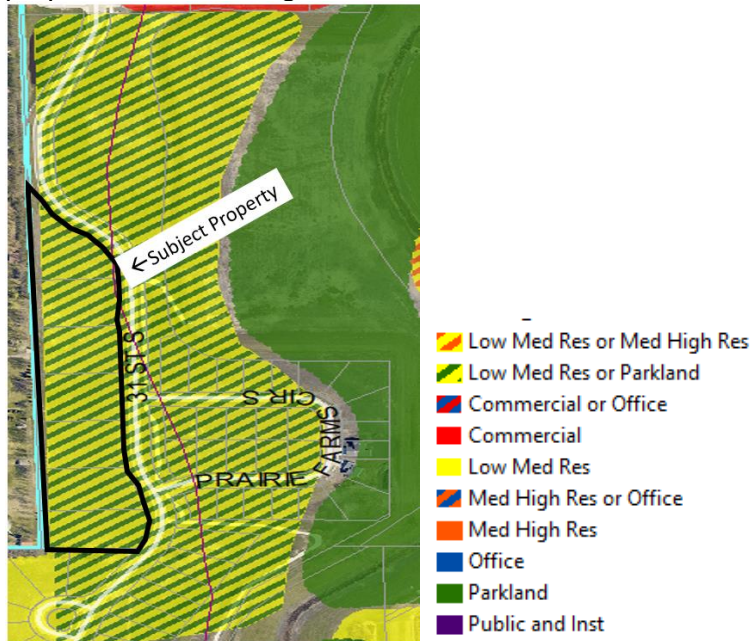 ←Subject Property
31 ST S
CIR S
FARMS
PRAIRIE
Low Med Res or Med High Res
Low Med Res or Parkland
Commercial or Office
Commercial
Low Med Res
Med High Res or Office
Med High Res
Office
Parkland
Public and Inst